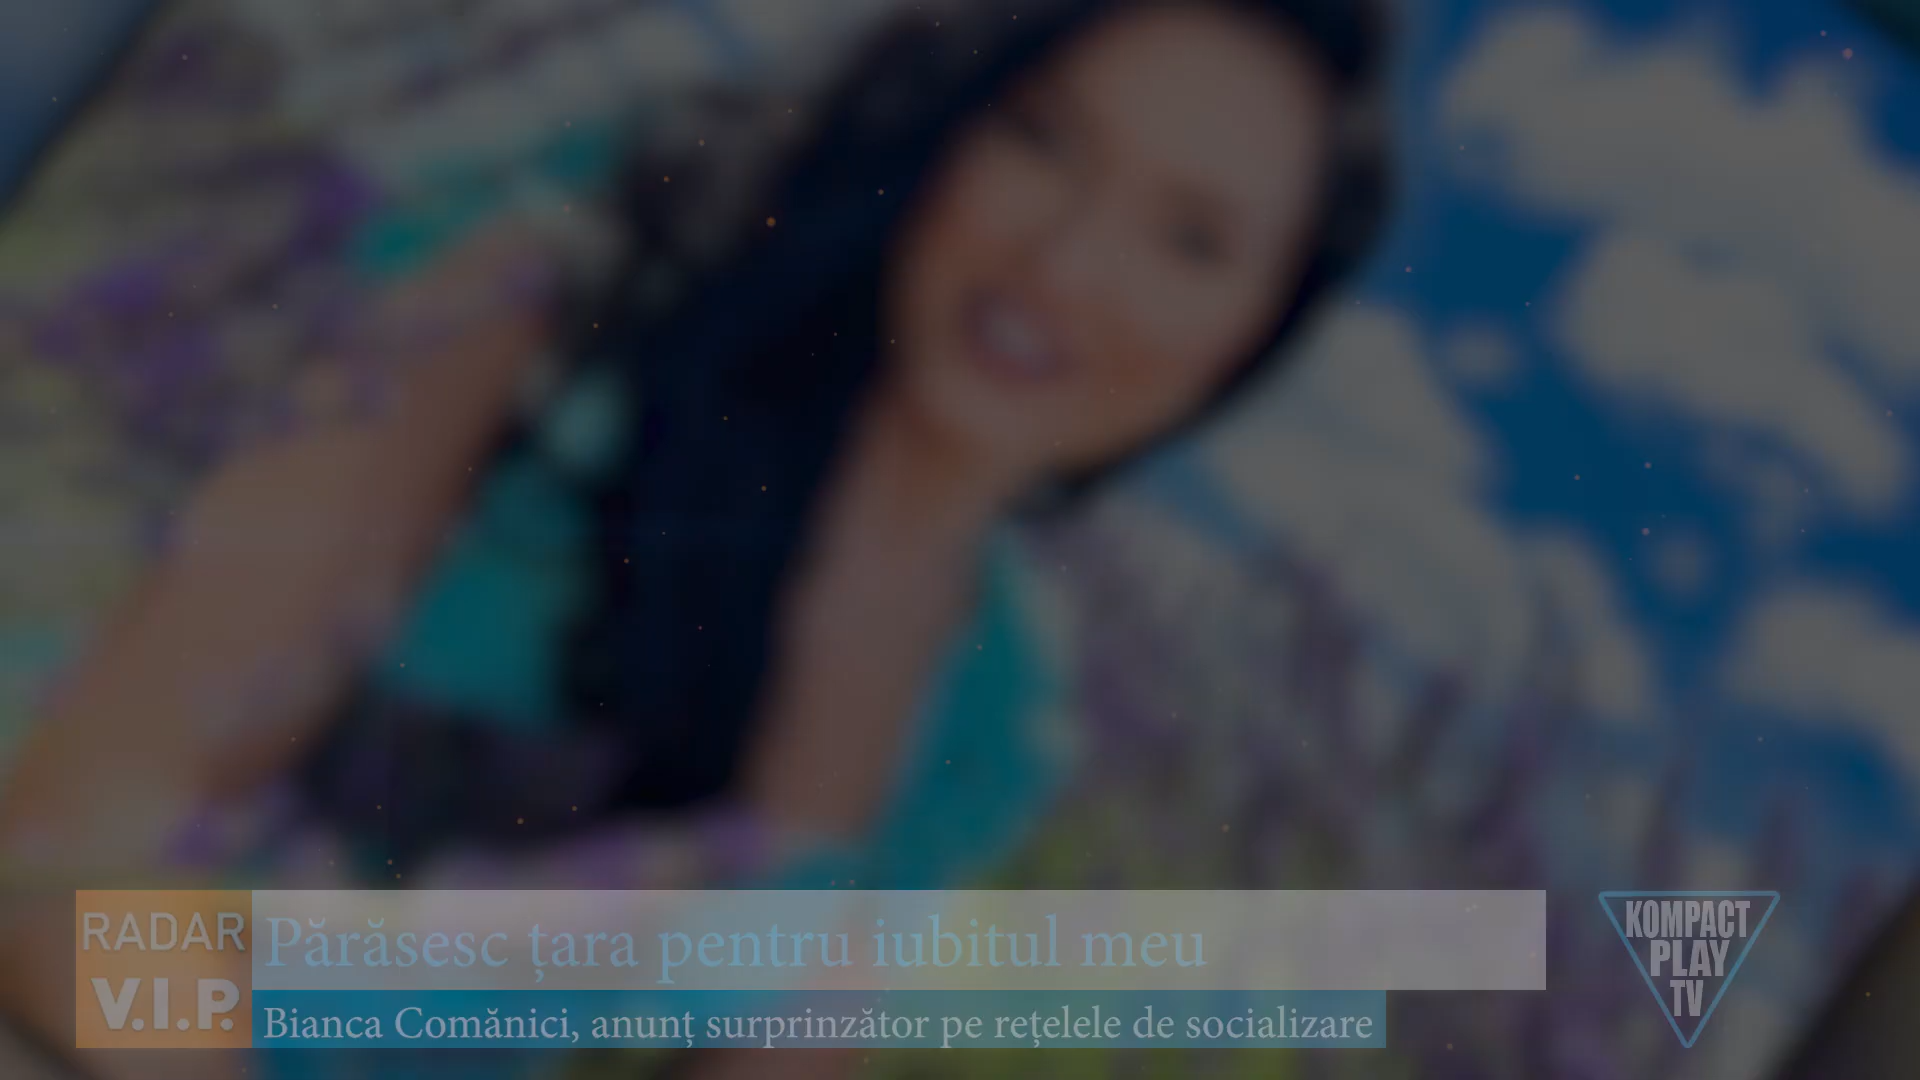 RADAR
V.I.P.
Părăsesc țara pentru iubitul meu
Bianca Comănici, anunț surprinzător pe rețelele de socializare
KOMPACT
PLAY
TV